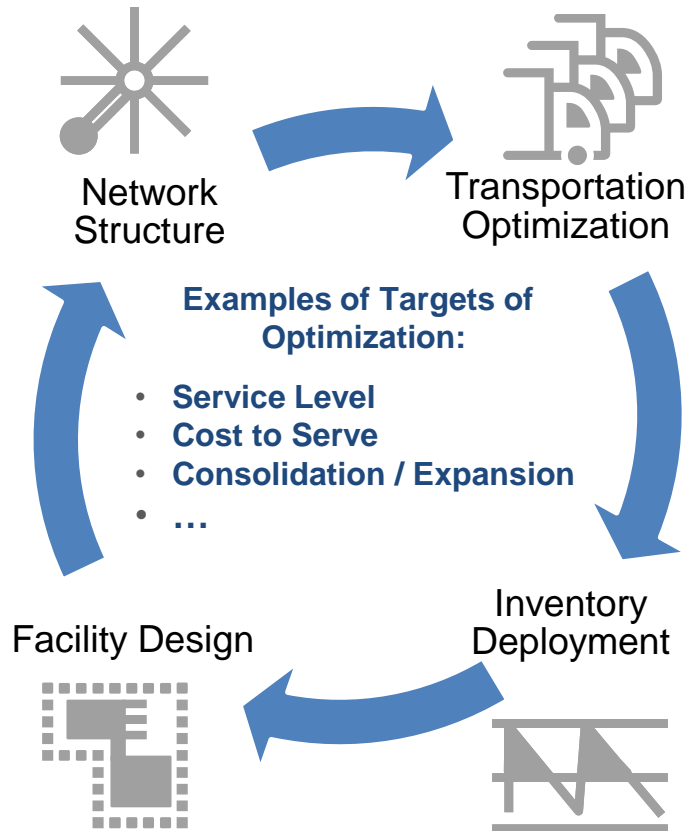 Network
Structure
Transportation
Optimization
Examples of Targets of
Optimization:
• Service Level
• Cost to Serve
• Consolidation / Expansion
• ...
Inventory
Deployment
Facility Design